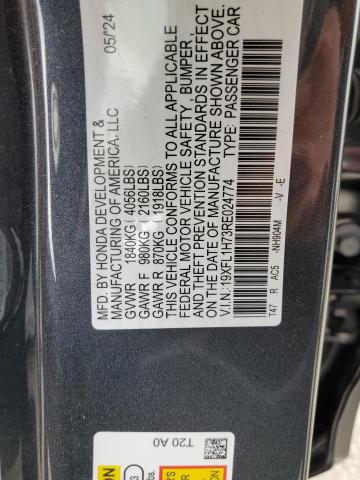 MFD. BY HONDA DEVELOPMENT & 05/24
MANUFACTURING OF AMERICA, LLC
GVWR 1840KG ( 4056LBS)
GAWR F 980KG ( 2160LBS)
GAWR R 870KG ( 1918LBS)
THIS VEHICLE CONFORMS TO ALL APPLICABLE
FEDERAL MOTOR VEHICLE SAFETY , BUMPER ,
AND THEFT PREVENTION STANDARDS IN EFFECT
ON THE DATE OF MANUFACTURE SHOWN ABOVE.
V.I.N.:19XFL1H73RE024774 TYPE: PASSENGER CAR
-NH904M -V -E
T47 R AC5
T20 A0